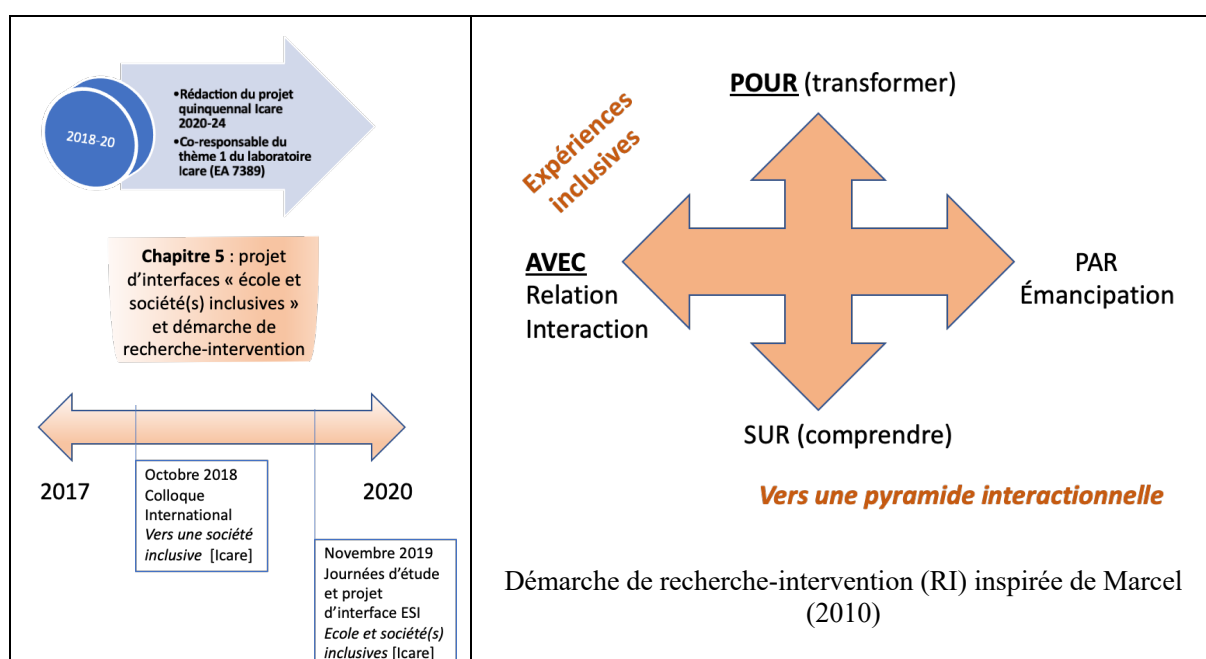 2018-20
•Rédaction du projet
quinquennal Icare
2020-24
•Co-responsable du
thème 1 du laboratoire
Icare (EA 7389)
Chapitre 5 : projet
d’interfaces « école et
société(s) inclusives »
et démarche de
recherche-intervention
2017
2020
Octobre 2018
Colloque
International
Vers une société
inclusive [Icare]
Novembre 2019
Journées d’étude
et projet
d’interface ESI
Ecole et société(s)
inclusives [Icare]
POUR (transformer)
Expériences
inclusives
AVEC
Relation
Interaction
PAR
Émancipation
SUR (comprendre)
Vers une pyramide interactionnelle
Démarche de recherche-intervention (RI) inspirée de Marcel
(2010)